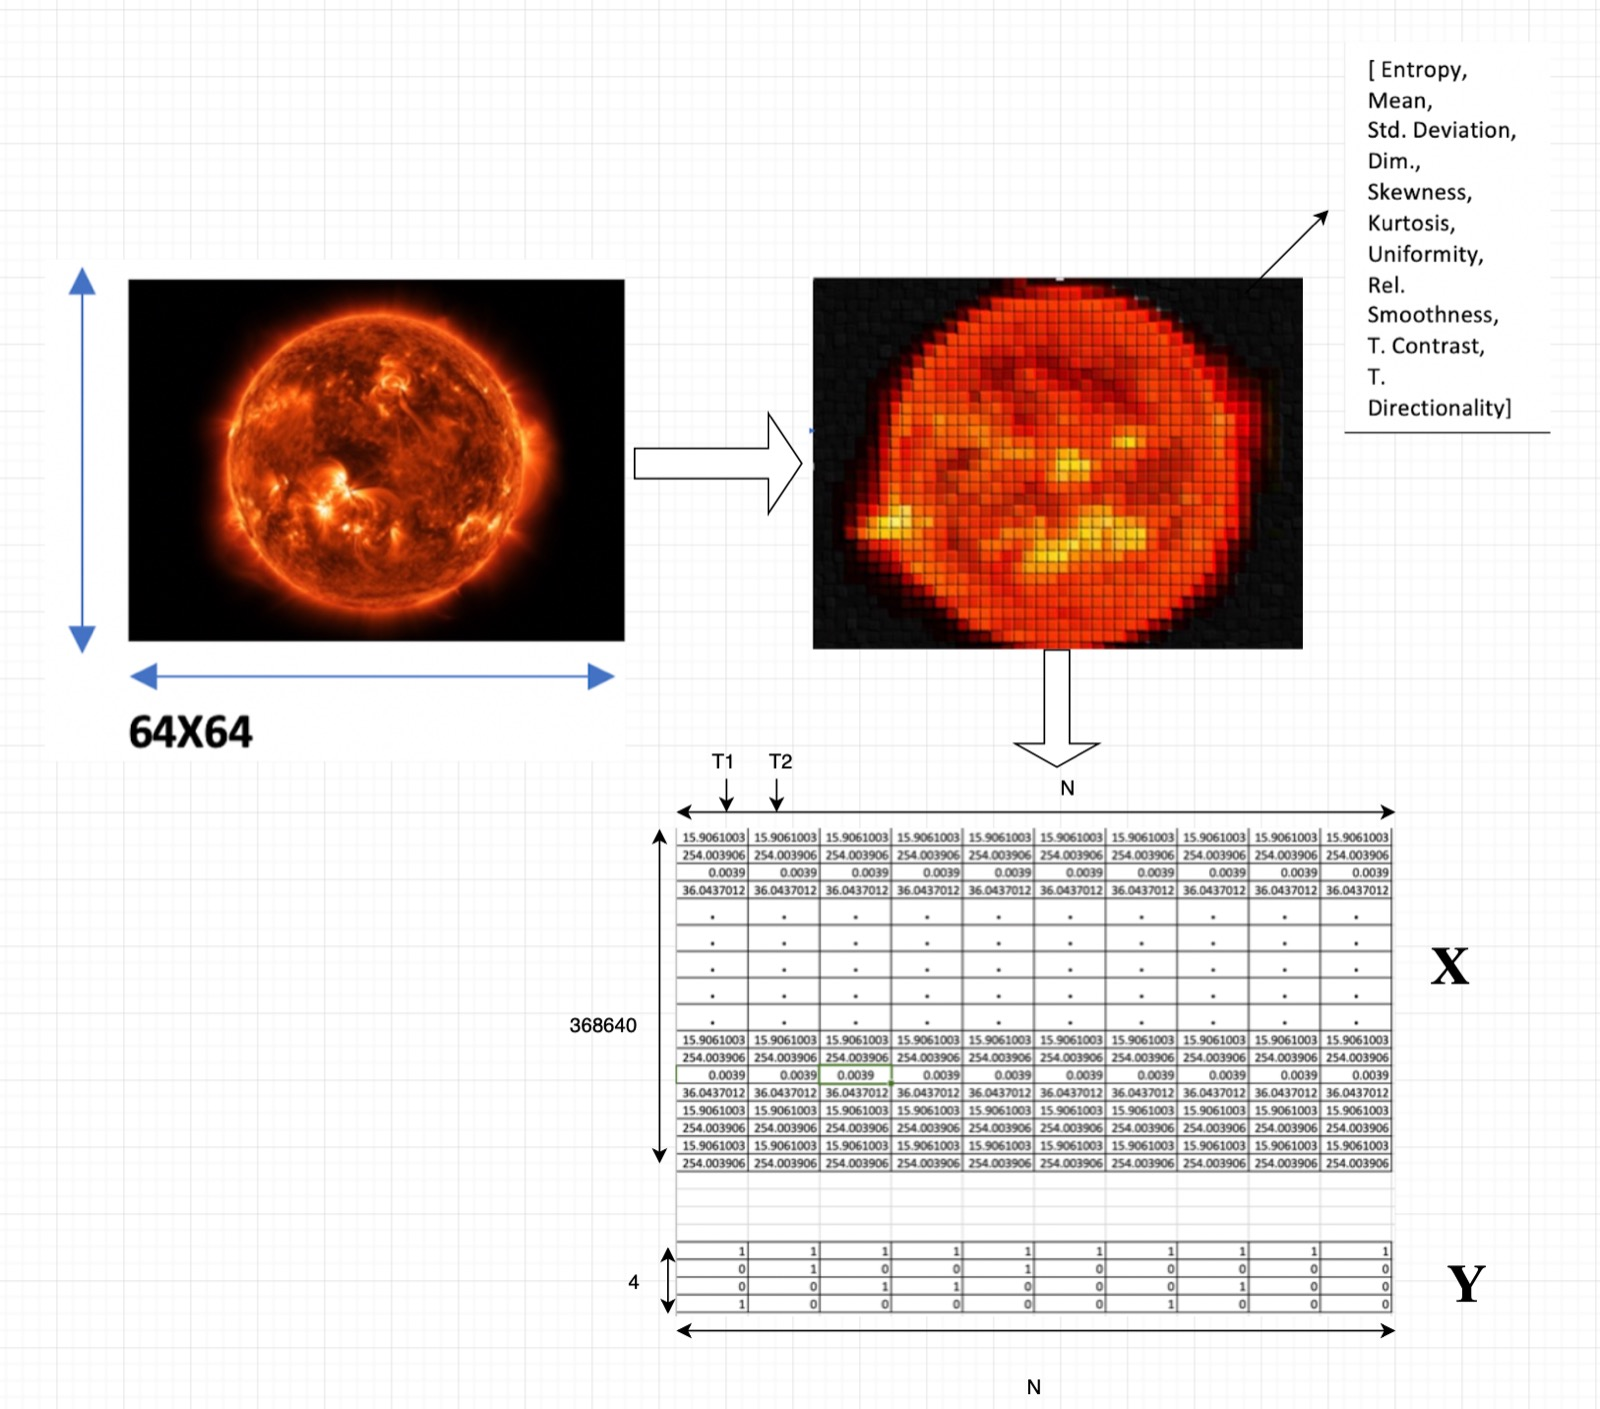 [ Entropy,
Mean,
Std. Deviation,
Dim.,
Skewness,
Kurtosis,
Uniformity,
Rel.
Smoothness,
T. Contrast,
T.
Directionality]
64X64
T1 T2
N
15.9061003 15.9061003 15.9061003 15.9061003 15.9061003 15.9061003 15.9061003 15.9061003 15.9061003 15.9061003
254.003906 254.003906 254.003906 254.003906 254.003906 254.003906 254.003906 254.003906 254.003906 254.003906
0.0039 0.0039 0.0039 0.0039 0.0039 0.0039 0.0039 0.0039 0.0039 0.0039
36.0437012 36.0437012 36.0437012 36.0437012 36.0437012 36.0437012 36.0437012 36.0437012 36.0437012 36.0437012
. . . . . . . . . .
. . . . . . . . . .
. . . . . . . . . .
. . . . . . . . . .
. . . . . . . . . .
X
368640
15.9061003 15.9061003 15.9061003 15.9061003 15.9061003 15.9061003 15.9061003 15.9061003 15.9061003 15.9061003
254.003906 254.003906 254.003906 254.003906 254.003906 254.003906 254.003906 254.003906 254.003906 254.003906
0.0039 0.0039 0.0039 0.0039 0.0039 0.0039 0.0039 0.0039 0.0039 0.0039
36.0437012 36.0437012 36.0437012 36.0437012 36.0437012 36.0437012 36.0437012 36.0437012 36.0437012 36.0437012
15.9061003 15.9061003 15.9061003 15.9061003 15.9061003 15.9061003 15.9061003 15.9061003 15.9061003 15.9061003
254.003906 254.003906 254.003906 254.003906 254.003906 254.003906 254.003906 254.003906 254.003906 254.003906
15.9061003 15.9061003 15.9061003 15.9061003 15.9061003 15.9061003 15.9061003 15.9061003 15.9061003 15.9061003
254.003906 254.003906 254.003906 254.003906 254.003906 254.003906 254.003906 254.003906 254.003906 254.003906
1 1 1 1 1 1 1 1 1 1
0 1 0 0 1 0 0 0 0 0
0 0 1 1 0 0 0 1 0 0
1 0 0 0 0 0 1 0 0 0
4
Y
N